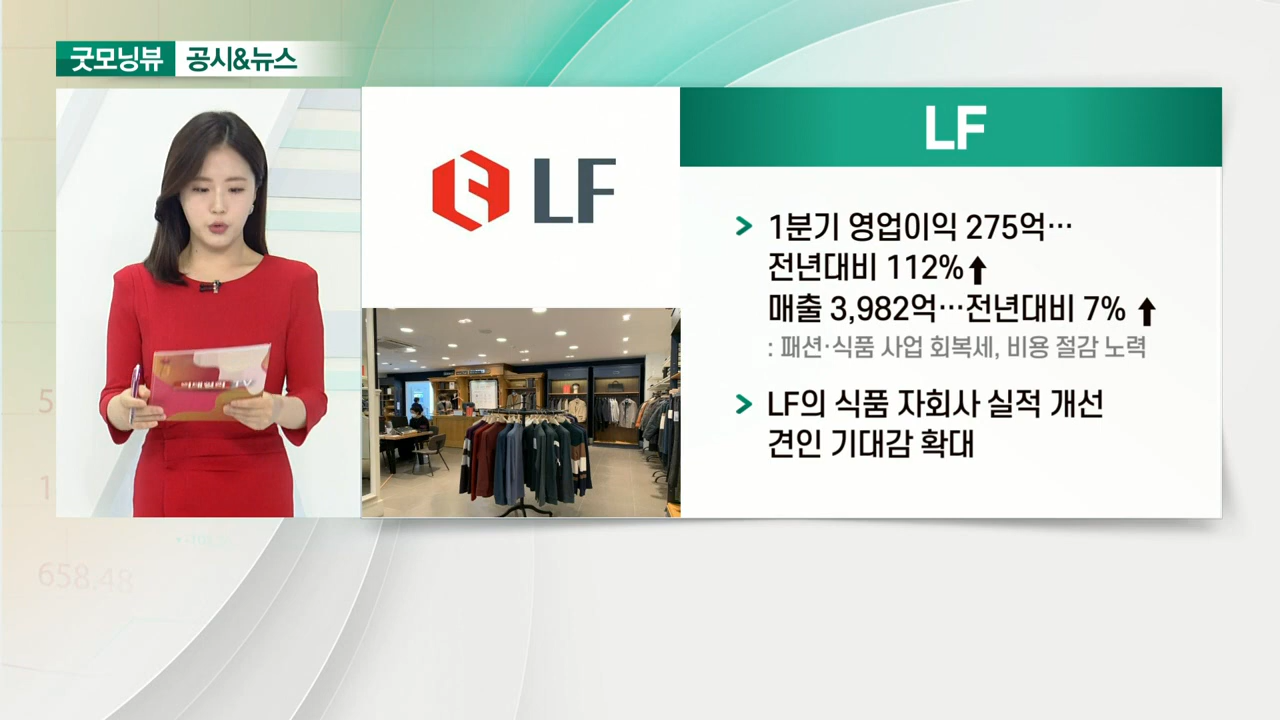 굿모닝뷰 공시&뉴스
LF
LF
1분기 영업이익 275억…
전년대비 112%⬆
매출 3,982억…전년대비 7% ⬆
: 패션·식품 사업 회복세, 비용 절감 노력
LF의 식품 자회사 실적 개선
견인 기대감 확대
658.48